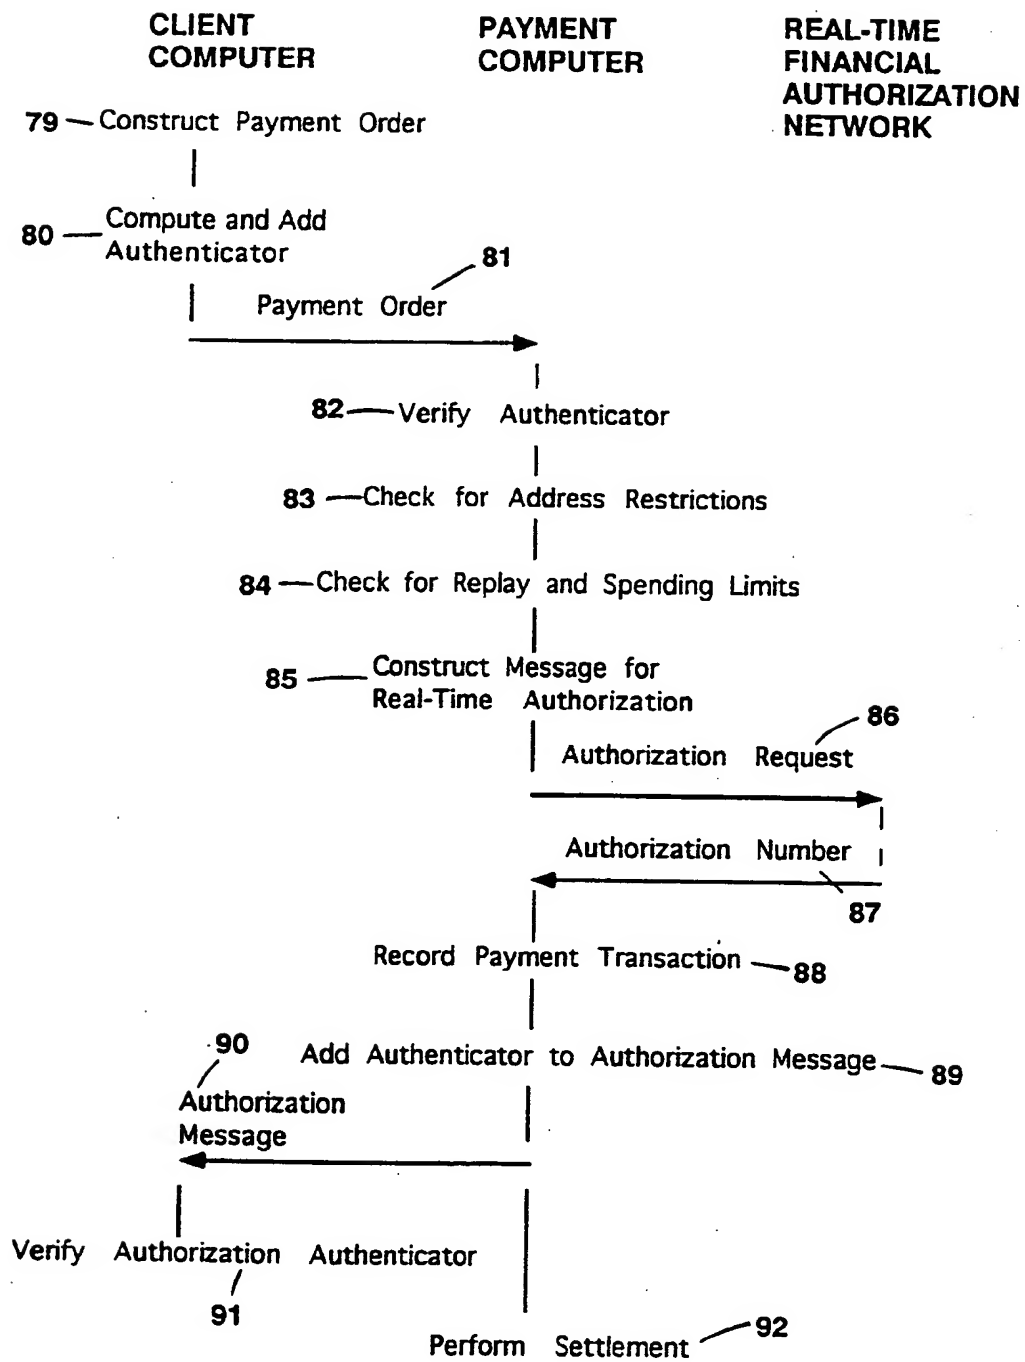 CLIENT
COMPUTER
PAYMENT
COMPUTER
REAL-TIME
FINANCIAL
AUTHORIZATION
NETWORK
79 Construct Payment Order
80 Compute and Add
Authenticator
81
Payment Order
82 Verify Authenticator
83 Check for Address Restrictions
84 Check for Replay and Spending Limits
85 Construct Message for
Real-Time Authorization
86
Authorization Request
Authorization Number
87
Record Payment Transaction 88
90
Add Authenticator to Authorization Message 89
Authorization
Message
Verify Authorization Authenticator
91
Perform Settlement 92